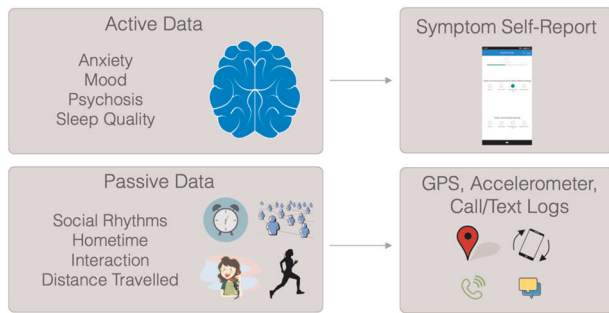 Active Data
Anxiety
Mood
Psychosis
Sleep Quality
Symptom Self-Report
Passive Data
Social Rhythms
Hometime
Interaction
Distance Travelled
GPS, Accelerometer,
Call/Text Logs